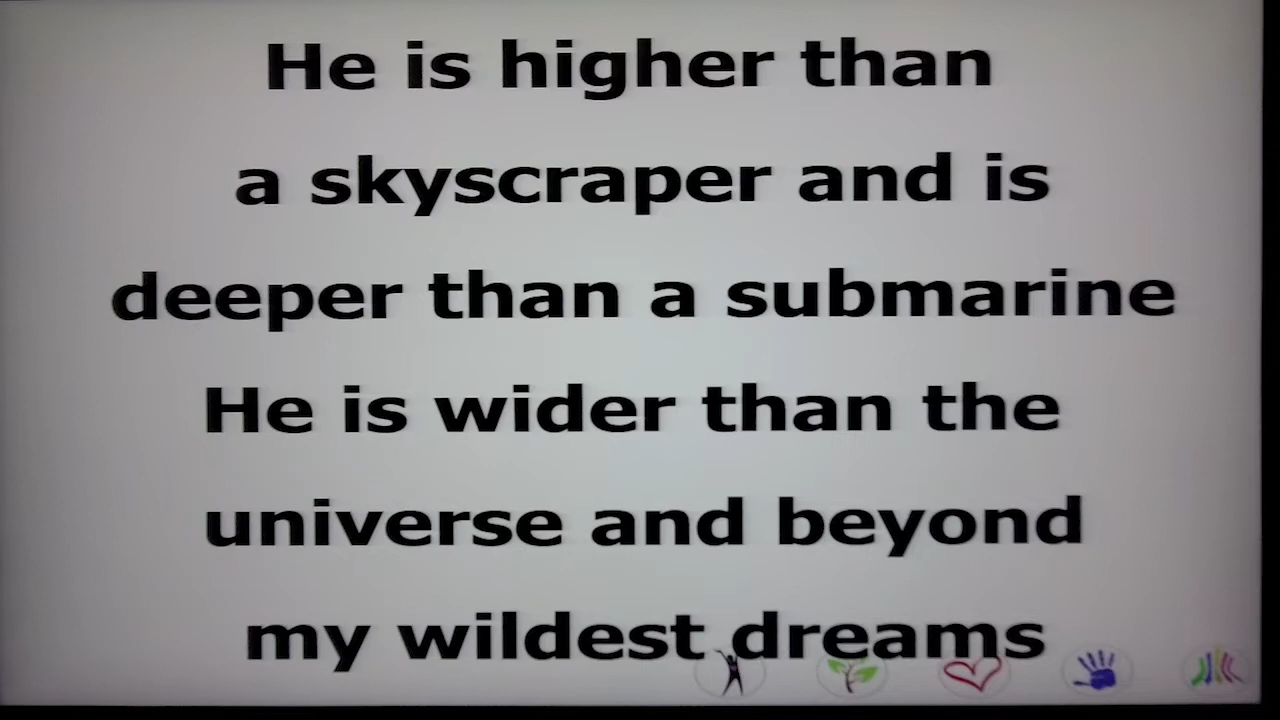 He is higher than
a skyscraper and is
deeper than a submarine
He is wider than the
universe and beyond
my wildest dreams